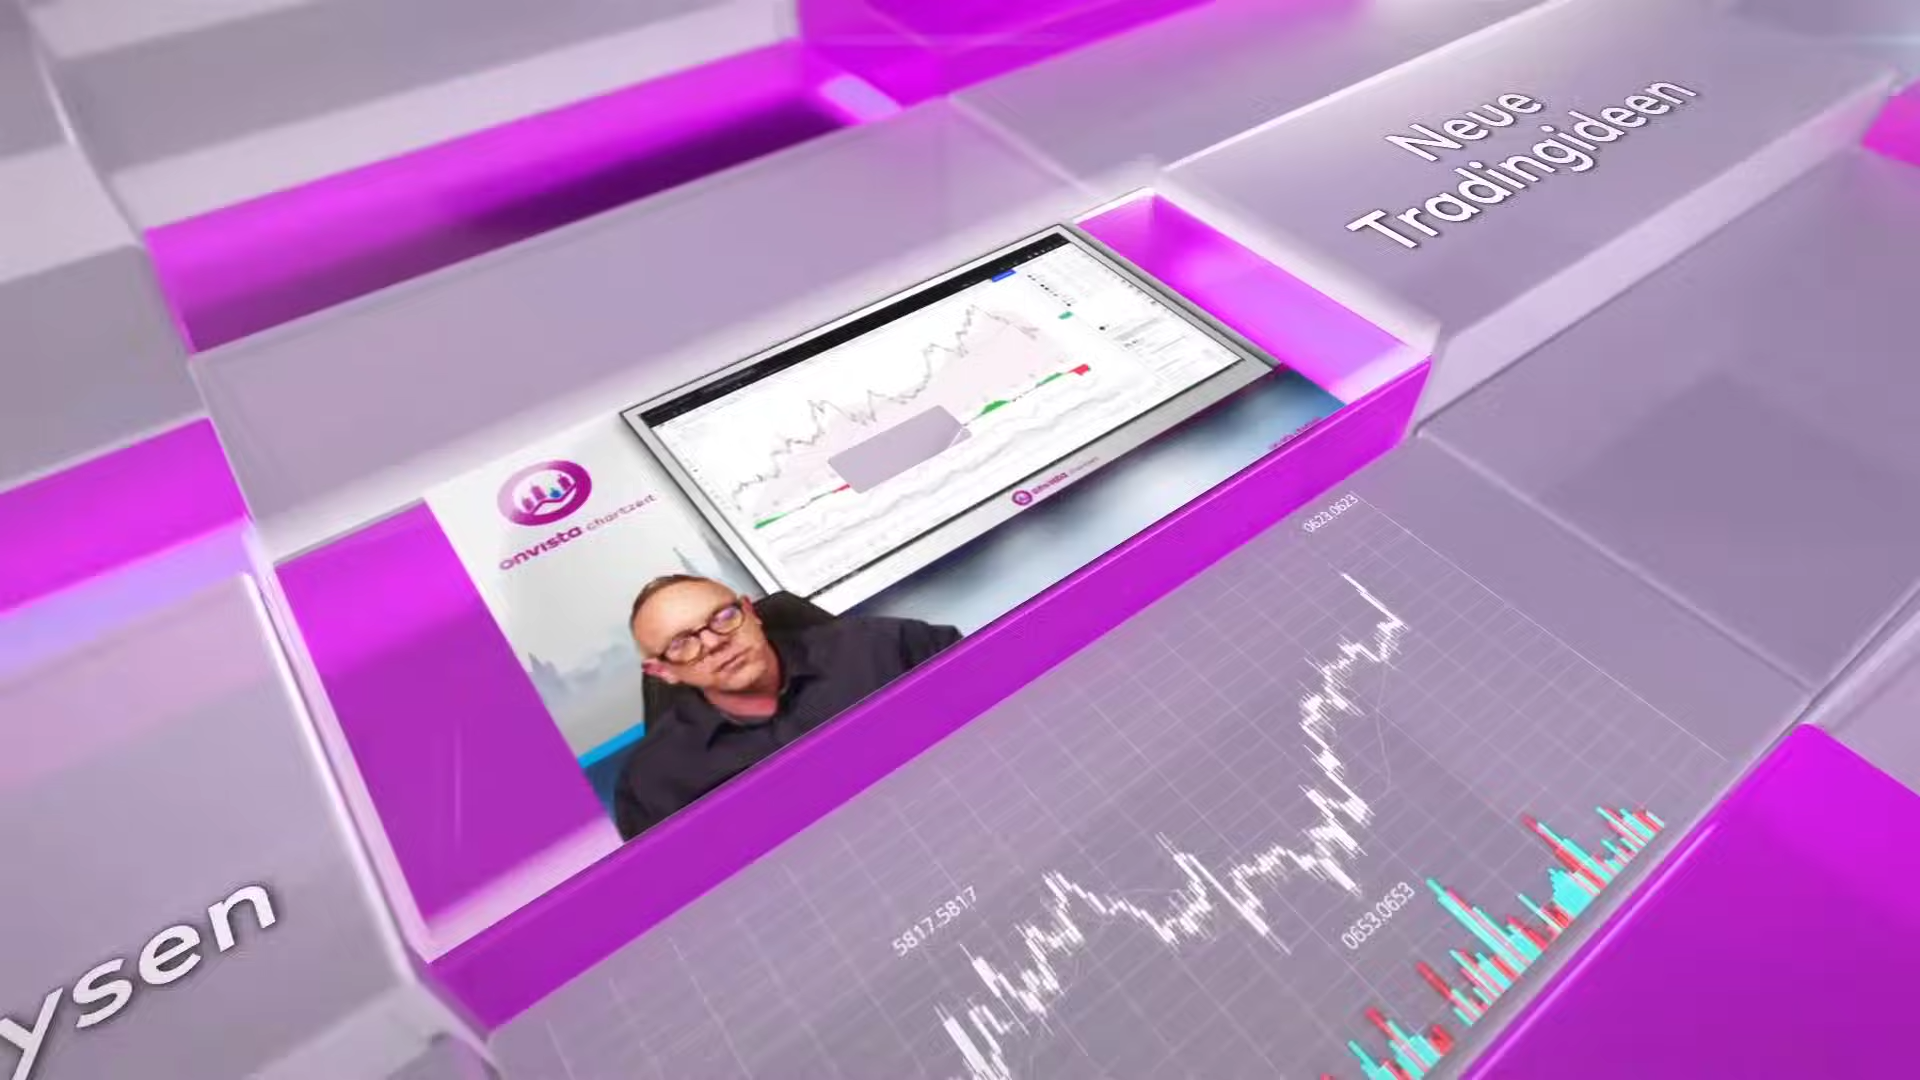 Neue
Tradingideen
onvista chartzeit
0623.0623
5817.5817
0653.0653
ysen